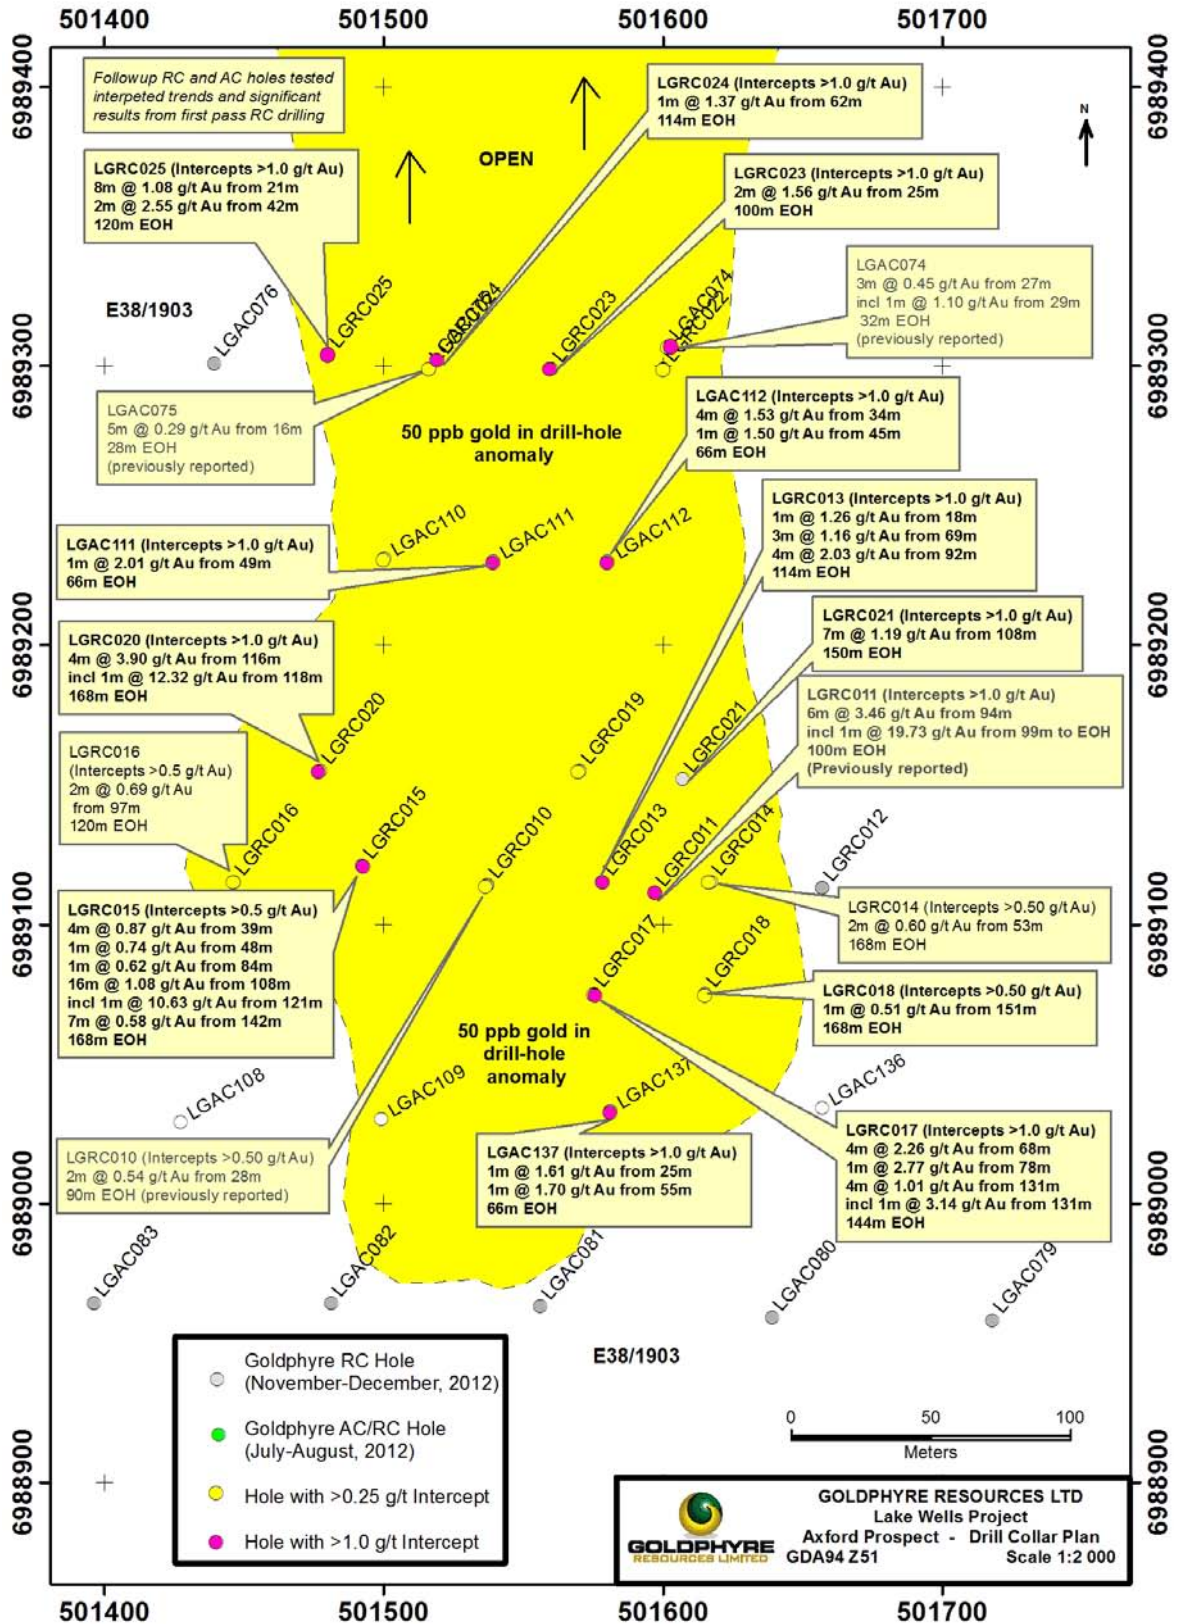 501400 501500 501600 501700
6989400
6989400
Followup RC and AC holes tested
interpeted trends and significant
results from first pass RC drilling
LGRC024 (Intercepts >1.0 g/t Au)
1m @ 1.37 g/t Au from 62m
114m EOH
N
OPEN
LGRC025 (Intercepts >1.0 g/t Au)
8m @ 1.08 g/t Au from 21m
2m @ 2.55 g/t Au from 42m
120m EOH
LGRC023 (Intercepts >1.0 g/t Au)
2m @ 1.56 g/t Au from 25m
100m EOH
LGAC074
3m @ 0.45 g/t Au from 27m
incl 1m @ 1.10 g/t Au from 29m
32m EOH
(previously reported)
E38/1903
LGAC076
LGRC025
LGRC023
LGAC074
LGRC022
6989300
6989300
LGAC075
5m @ 0.29 g/t Au from 16m
28m EOH
(previously reported)
50 ppb gold in drill-hole
anomaly
LGAC112 (Intercepts >1.0 g/t Au)
4m @ 1.53 g/t Au from 34m
1m @ 1.50 g/t Au from 45m
66m EOH
LGRC013 (Intercepts >1.0 g/t Au)
1m @ 1.26 g/t Au from 18m
3m @ 1.16 g/t Au from 69m
4m @ 2.03 g/t Au from 92m
114m EOH
LGAC110
LGAC111
LGAC112
LGAC111 (Intercepts >1.0 g/t Au)
1m @ 2.01 g/t Au from 49m
66m EOH
LGRC021 (Intercepts >1.0 g/t Au)
7m @ 1.19 g/t Au from 108m
150m EOH
6989200
6989200
LGRC020 (Intercepts >1.0 g/t Au)
4m @ 3.90 g/t Au from 116m
incl 1m @ 12.32 g/t Au from 118m
168m EOH
LGRC011 (Intercepts >1.0 g/t Au)
6m @ 3.46 g/t Au from 94m
incl 1m @ 19.73 g/t Au from 99m to EOH
100m EOH
(Previously reported)
LGRC020
LGRC019
LGRC021
LGRC016
(Intercepts >0.5 g/t Au)
2m @ 0.69 g/t Au
from 97m
120m EOH
LGRC016
LGRC015
LGRC010
LGRC013
LGRC011
LGRC014
LGRC012
6989100
6989100
LGRC015 (Intercepts >0.5 g/t Au)
4m @ 0.87 g/t Au from 39m
1m @ 0.74 g/t Au from 48m
1m @ 0.62 g/t Au from 84m
16m @ 1.08 g/t Au from 108m
incl 1m @ 10.63 g/t Au from 121m
7m @ 0.58 g/t Au from 142m
168m EOH
LGRC014 (Intercepts >0.50 g/t Au)
2m @ 0.60 g/t Au from 53m
168m EOH
LGRC017
LGRC018
LGRC018 (Intercepts >0.50 g/t Au)
1m @ 0.51 g/t Au from 151m
168m EOH
50 ppb gold in
drill-hole
anomaly
LGAC108
LGAC109
LGAC137
LGAC136
LGRC010 (Intercepts >0.50 g/t Au)
2m @ 0.54 g/t Au from 28m
90m EOH (previously reported)
LGAC137 (Intercepts >1.0 g/t Au)
1m @ 1.61 g/t Au from 25m
1m @ 1.70 g/t Au from 55m
66m EOH
LGRC017 (Intercepts >1.0 g/t Au)
4m @ 2.26 g/t Au from 68m
1m @ 2.77 g/t Au from 78m
4m @ 1.01 g/t Au from 131m
incl 1m @ 3.14 g/t Au from 131m
144m EOH
6989000
6989000
LGAC083
LGAC082
LGAC081
LGAC080
LGAC079
E38/1903
Goldphyre RC Hole
(November-December, 2012)
Goldphyre AC/RC Hole
(July-August, 2012)
Hole with >0.25 g/t Intercept
Hole with >1.0 g/t Intercept
0 50 100
Meters
6988900
6988900
GOLDPHYRE
RESOURCES LIMITED
GOLDPHYRE RESOURCES LTD
Lake Wells Project
Axford Prospect - Drill Collar Plan
GDA94 Z51 Scale 1:2 000
501400 501500 501600 501700